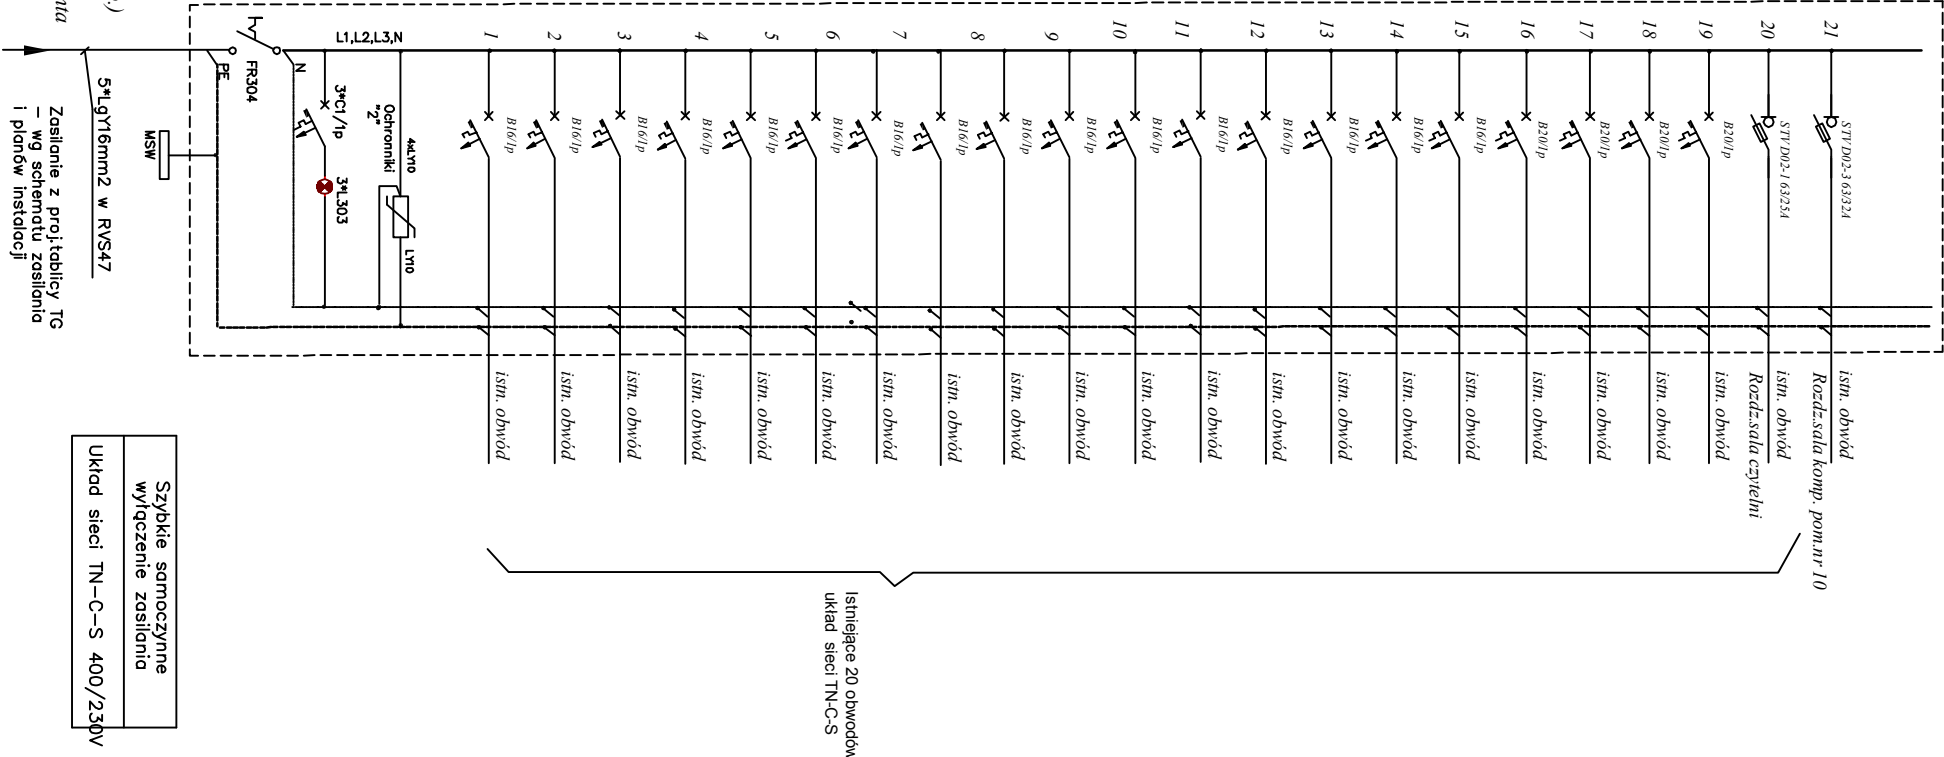 L1,L2,L3,N
FR304
N
PE
MSW
5*LgY16mm2 w RVS47
Zasilanie z proj.tablicy TG
– wg schematu zasilania
i planów instalacji
3*C1/1p
3*L303
Ochronniki
"2"
4xLY10
LY10
1
B16/1p
istn. obwód
2
B16/1p
istn. obwód
3
B16/1p
istn. obwód
4
B16/1p
istn. obwód
5
B16/1p
istn. obwód
6
B16/1p
istn. obwód
7
B16/1p
istn. obwód
8
B16/1p
istn. obwód
9
B16/1p
istn. obwód
10
B16/1p
istn. obwód
11
B16/1p
istn. obwód
12
B16/1p
istn. obwód
13
B16/1p
istn. obwód
14
B16/1p
istn. obwód
15
B16/1p
istn. obwód
16
B20/1p
istn. obwód
17
B20/1p
istn. obwód
18
B20/1p
istn. obwód
19
B20/1p
istn. obwód
20
STV D02-1 63/25A
istn. obwód
Rozdz.sala czytelni
21
STV D02-3 63/32A
istn. obwód
Rozdz.sala komp. pom.nr 10
Istniejące 20 obwodów
układ sieci TN-C-S
Szybkie samoczynne
wyłączenie zasilania
Układ sieci TN–C–S 400/230V